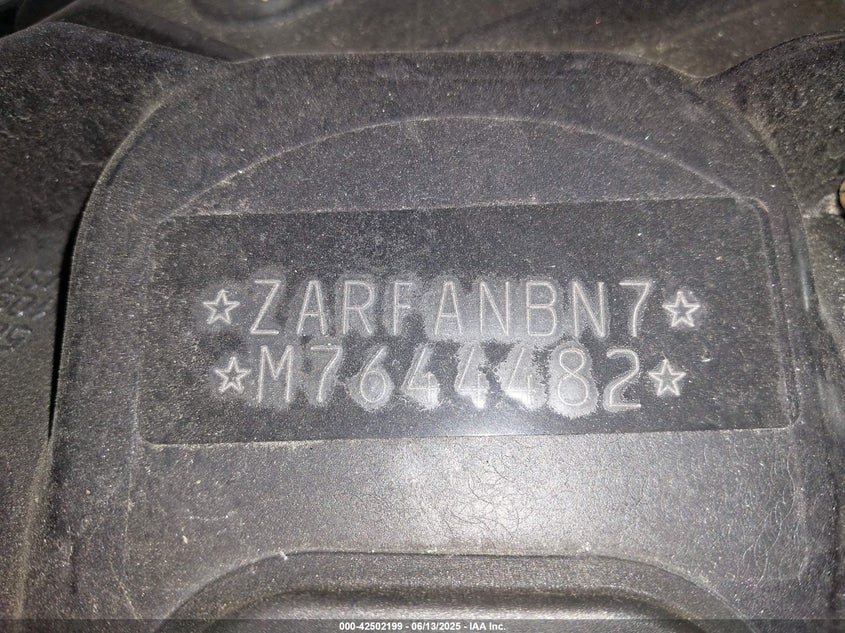 ☆ZARFANBN7☆
☆M7644482☆
000-42502199 - 06/13/2025 - IAA Inc.